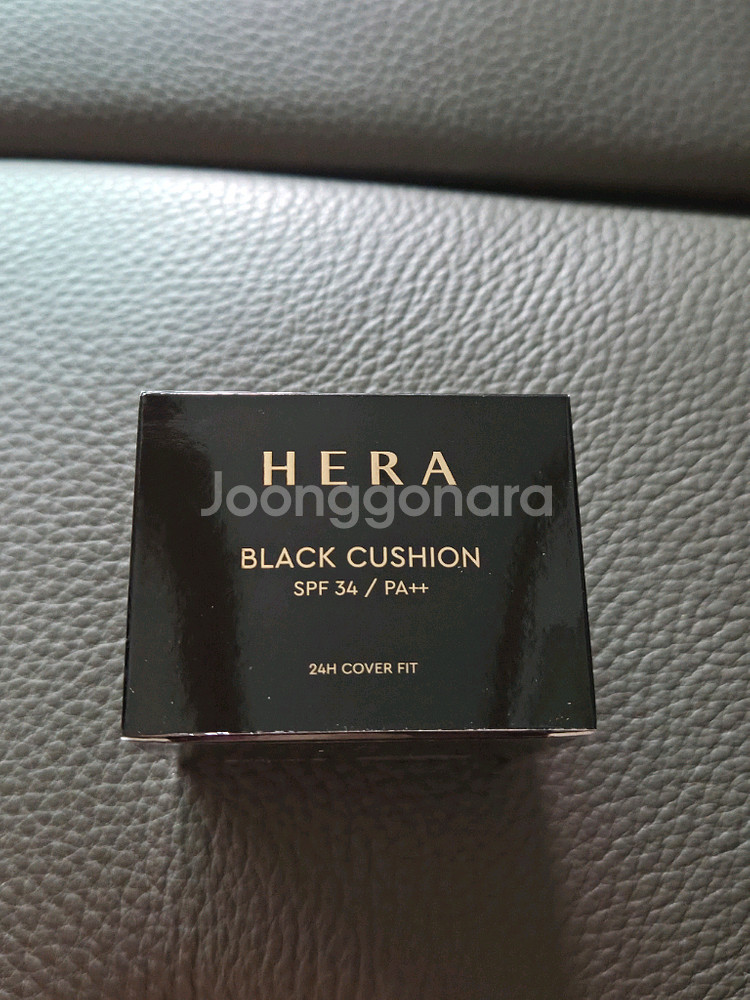 HERA
Joonggonara
BLACK CUSHION
SPF 34 / PA++
24H COVER FIT